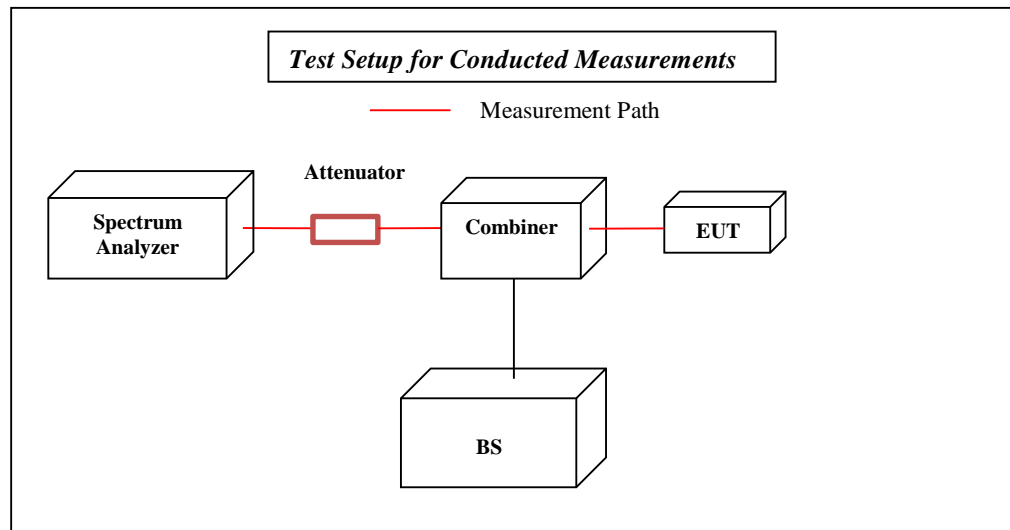 Test Setup for Conducted Measurements
Measurement Path
Attenuator
Spectrum
Analyzer
Combiner
EUT
BS